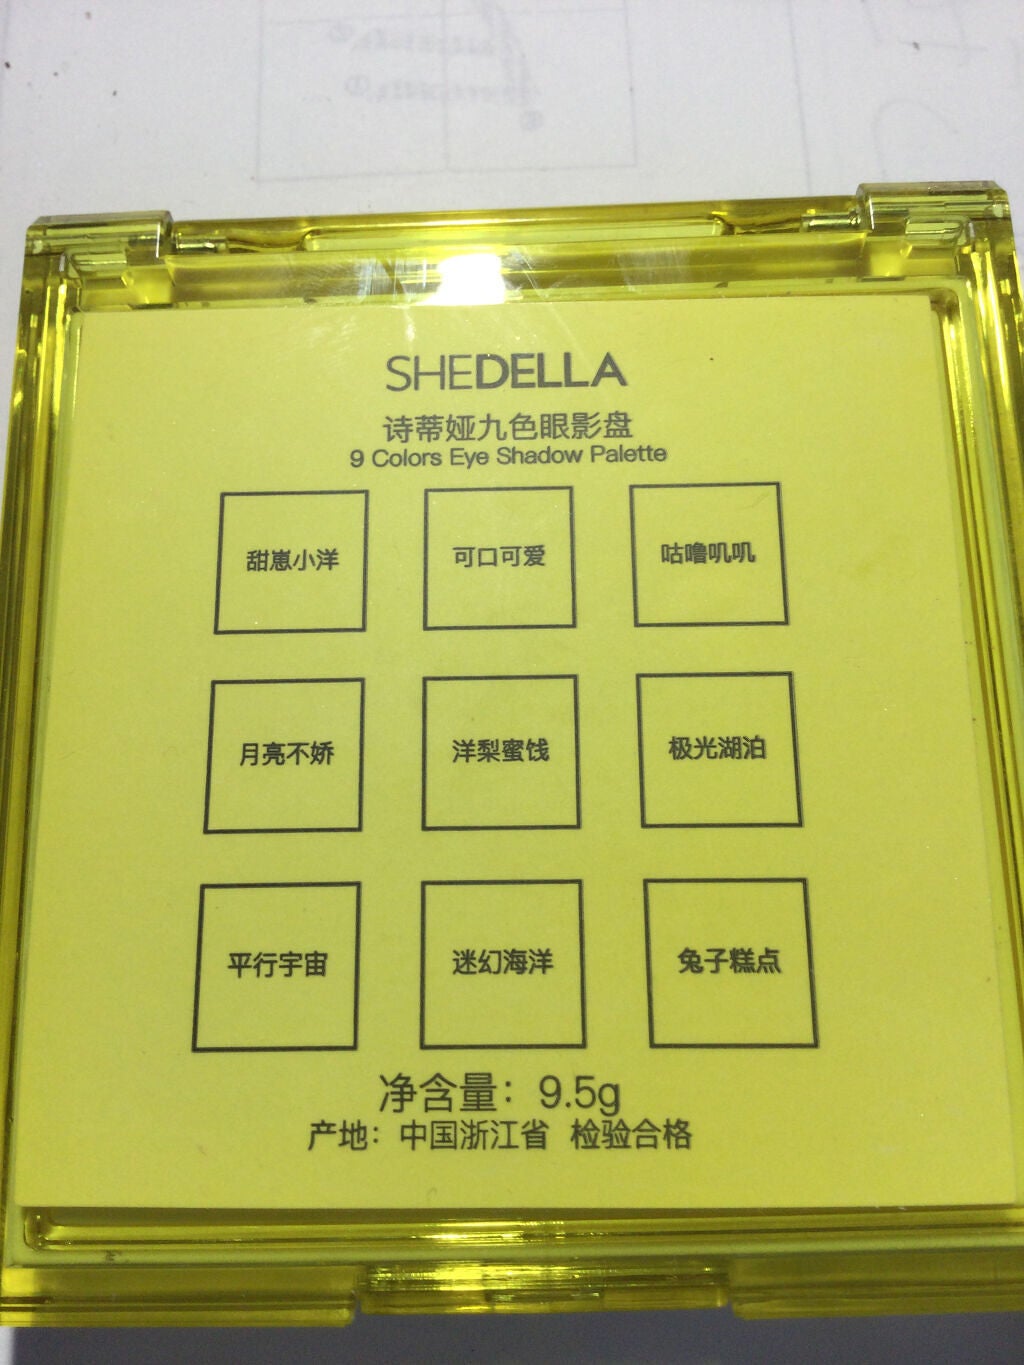 SHEDELLA
诗蒂娅九色眼影盘
9 Colors Eye Shadow Palette
甜崽小洋 可口可爱 咕噜叽叽
月亮不娇 洋梨蜜饯 极光湖泊
平行宇宙 迷幻海洋 兔子糕点
净含量：9.5g
产地：中国浙江省 检验合格